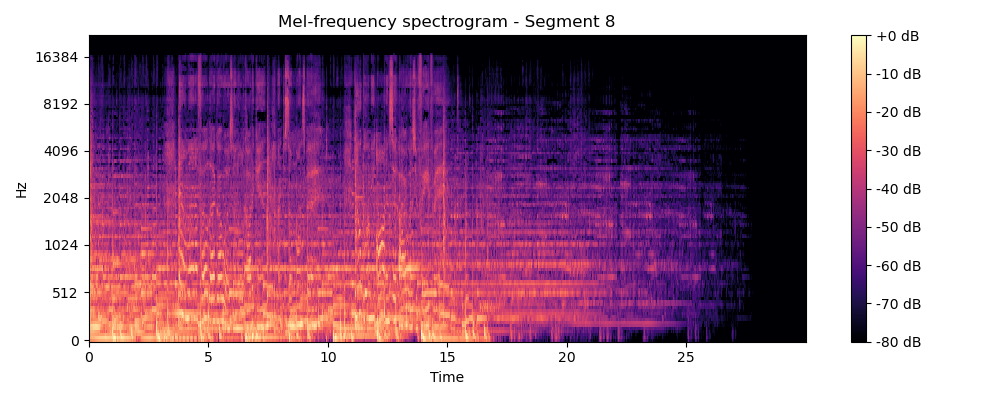 Mel-frequency spectrogram - Segment 8
Hz
16384
8192
4096
2048
1024
512
0
0 5 10 15 20 25
Time
+0 dB
-10 dB
-20 dB
-30 dB
-40 dB
-50 dB
-60 dB
-70 dB
-80 dB